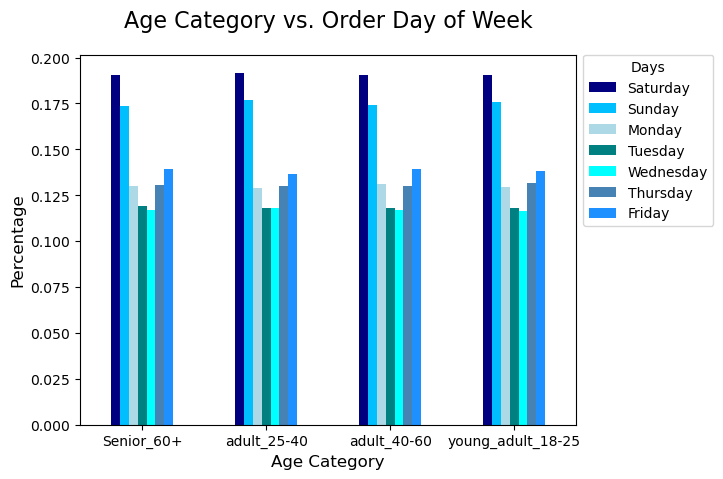 Age Category vs. Order Day of Week
Percentage
0.200
0.175
0.150
0.125
0.100
0.075
0.050
0.025
0.000
Senior_60+
adult_25-40
adult_40-60
young_adult_18-25
Age Category
Days
Saturday
Sunday
Monday
Tuesday
Wednesday
Thursday
Friday